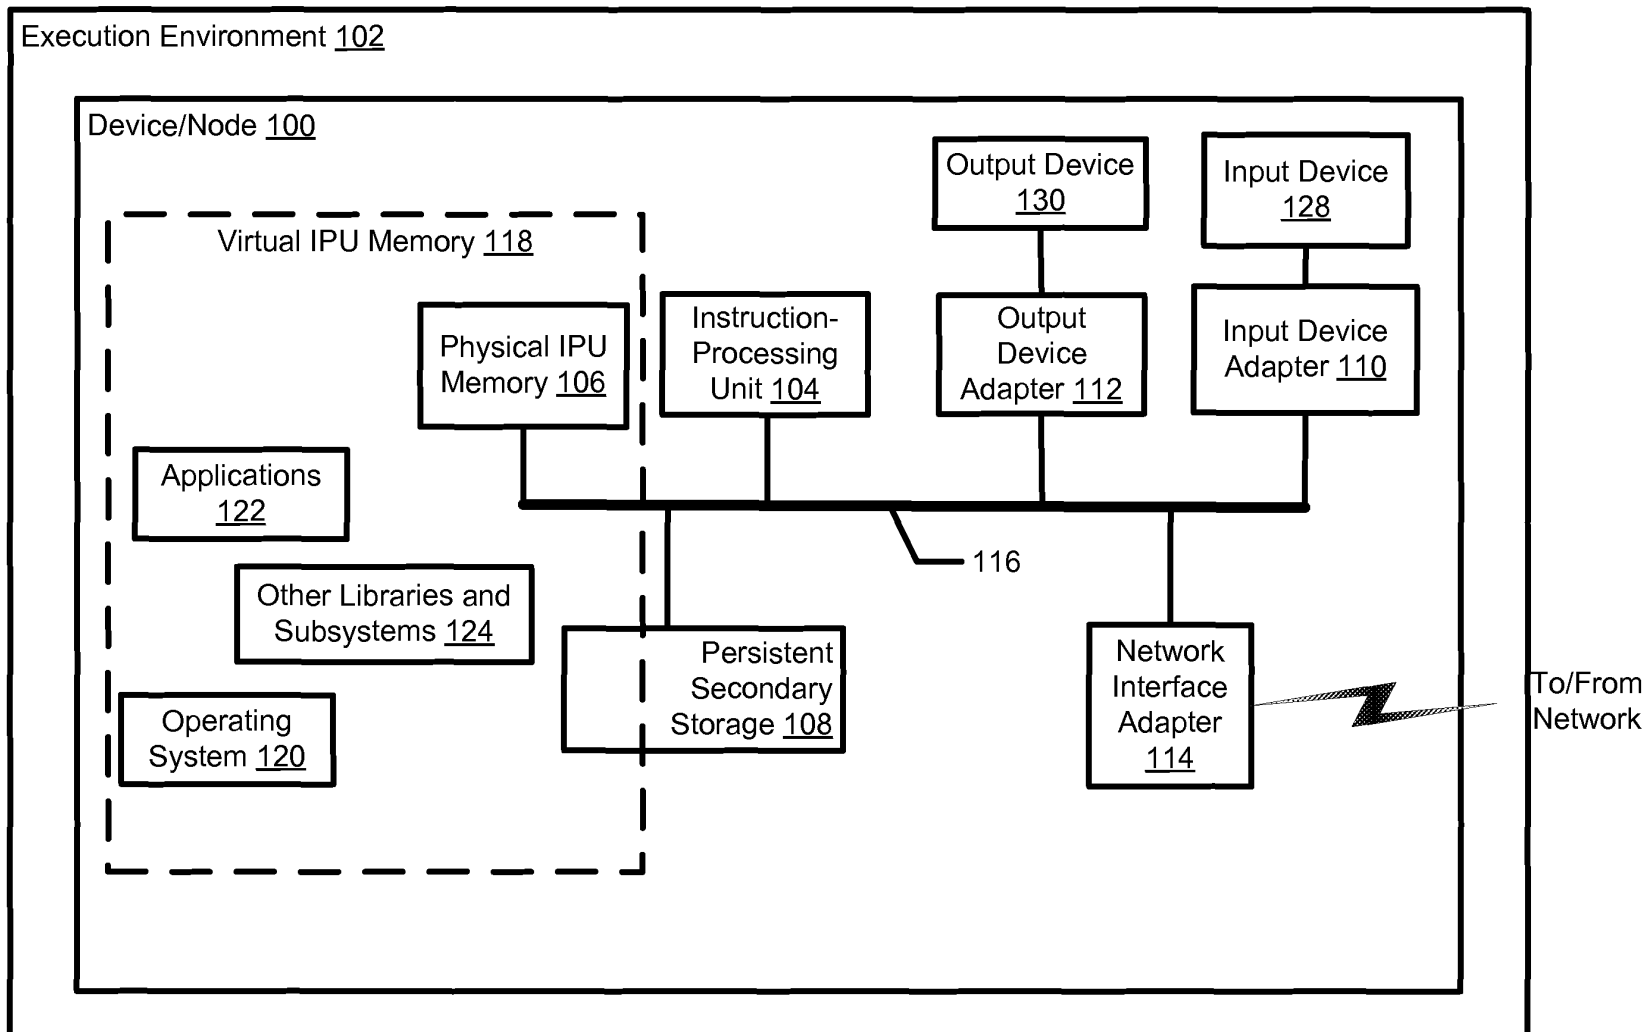 Execution Environment 102
Device/Node 100
Output Device
130
Input Device
128
Virtual IPU Memory 118
Physical IPU
Memory 106
Instruction-
Processing
Unit 104
Output
Device
Adapter 112
Input Device
Adapter 110
Applications
122
116
Other Libraries and
Subsystems 124
Persistent
Secondary
Storage 108
Network
Interface
Adapter
114
To/From
Network
Operating
System 120